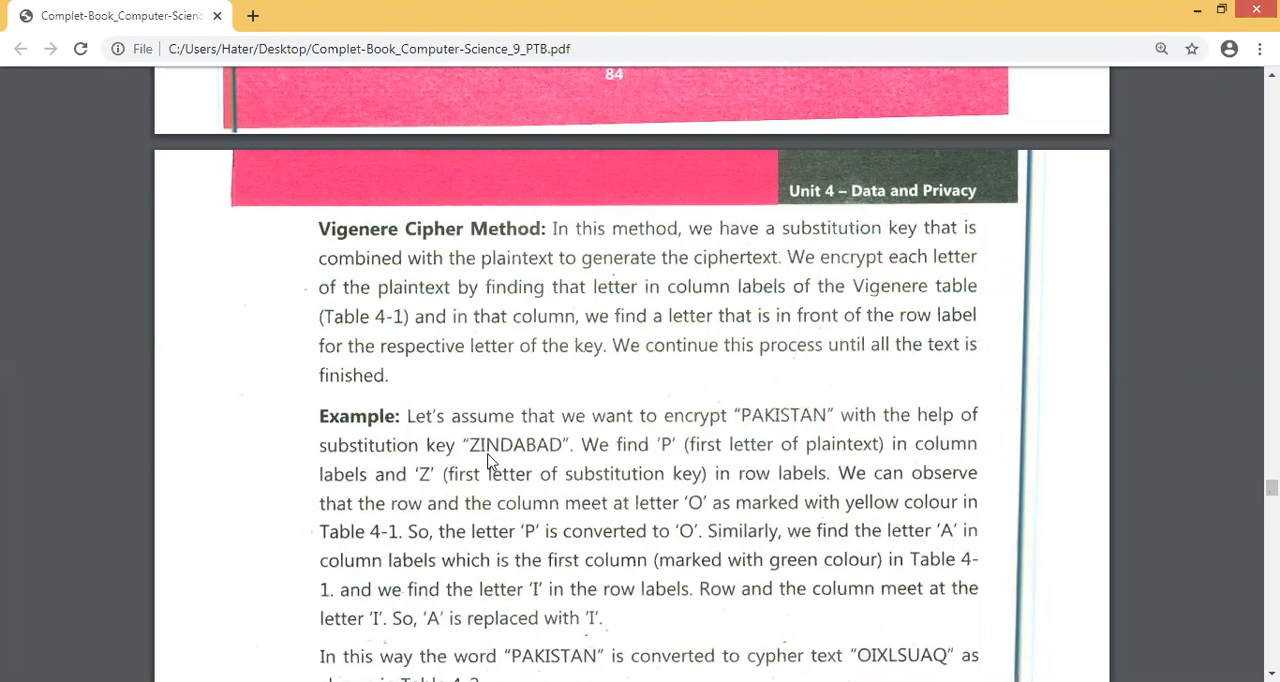 Complet-Book_Computer-Scienc
File
C:/Users/Hater/Desktop/Complet-Book_Computer-Science_9_PTB.pdf
84
Unit 4 – Data and Privacy
Vigenere Cipher Method: In this method, we have a substitution key that is
combined with the plaintext to generate the ciphertext. We encrypt each letter
of the plaintext by finding that letter in column labels of the Vigenere table
(Table 4-1) and in that column, we find a letter that is in front of the row label
for the respective letter of the key. We continue this process until all the text is
finished.
Example: Let's assume that we want to encrypt “PAKISTAN” with the help of
substitution key “ZINDABAD”. We find ‘P’ (first letter of plaintext) in column
labels and ‘Z’ (first letter of substitution key) in row labels. We can observe
that the row and the column meet at letter ‘O’ as marked with yellow colour in
Table 4-1. So, the letter ‘P’ is converted to ‘O’. Similarly, we find the letter ‘A’ in
column labels which is the first column (marked with green colour) in Table 4-
1. and we find the letter ‘I’ in the row labels. Row and the column meet at the
letter ‘I’. So, ‘A’ is replaced with ‘I’.
In this way the word “PAKISTAN” is converted to cypher text “OIXLSUAQ” as